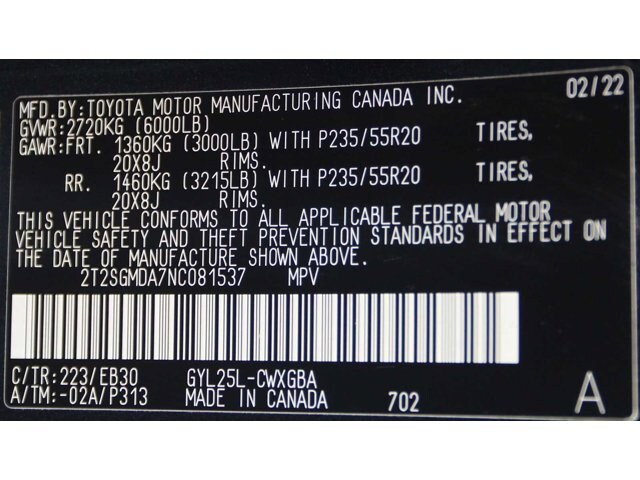 MFD. BY: TOYOTA MOTOR MANUFACTURING CANADA INC. 02/22
GVWR: 2720KG (6000LB)
GAWR: FRT. 1360KG (3000LB) WITH P235/55R20 TIRES,
20X8J RIMS.
RR. 1460KG (3215LB) WITH P235/55R20 TIRES,
20X8J RIMS.
THIS VEHICLE CONFORMS TO ALL APPLICABLE FEDERAL MOTOR
VEHICLE SAFETY AND THEFT PREVENTION STANDARDS IN EFFECT ON
THE DATE OF MANUFACTURE SHOWN ABOVE.
2T2SGMDA7NC081537 MPV
C/TR: 223/EB30 GYL25L-CWXGBA
A/TM: -02A/P313 MADE IN CANADA 702 A